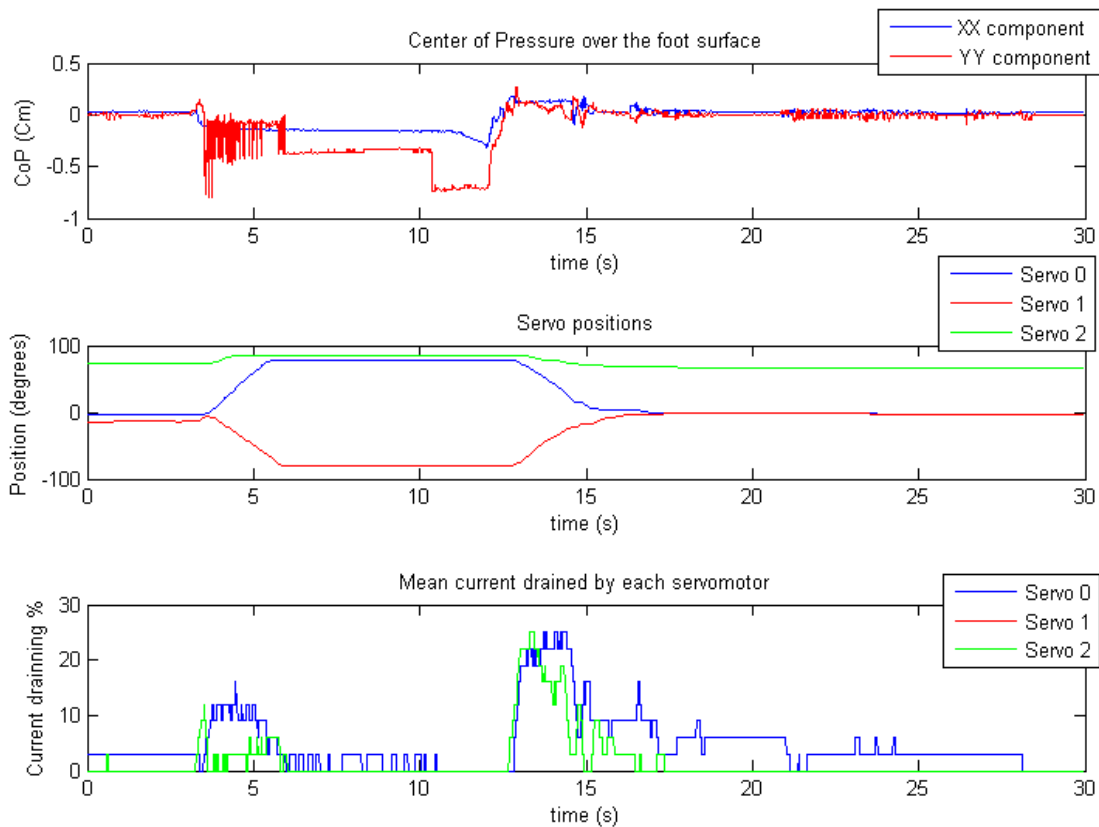 Center of Pressure over the foot surface
XX component
YY component
CoP (Cm)
0.5
0
-0.5
-1
0 5 10 15 20 25 30
time (s)
Servo positions
Servo 0
Servo 1
Servo 2
Position (degrees)
100
0
-100
0 5 10 15 20 25 30
time (s)
Mean current drained by each servomotor
Servo 0
Servo 1
Servo 2
Current drainning %
30
20
10
0
0 5 10 15 20 25 30
time (s)